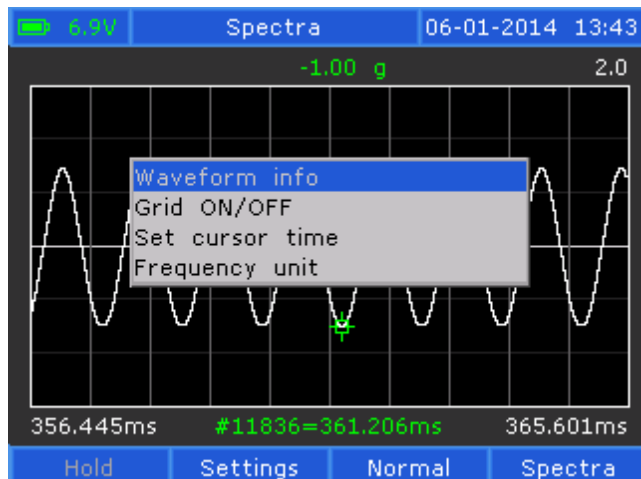 6.9V Spectra 06-01-2014 13:43
-1.00 g 2.0
Waveform info
Grid ON/OFF
Set cursor time
Frequency unit
356.445ms #11836=361.206ms 365.601ms
Hold Settings Normal Spectra